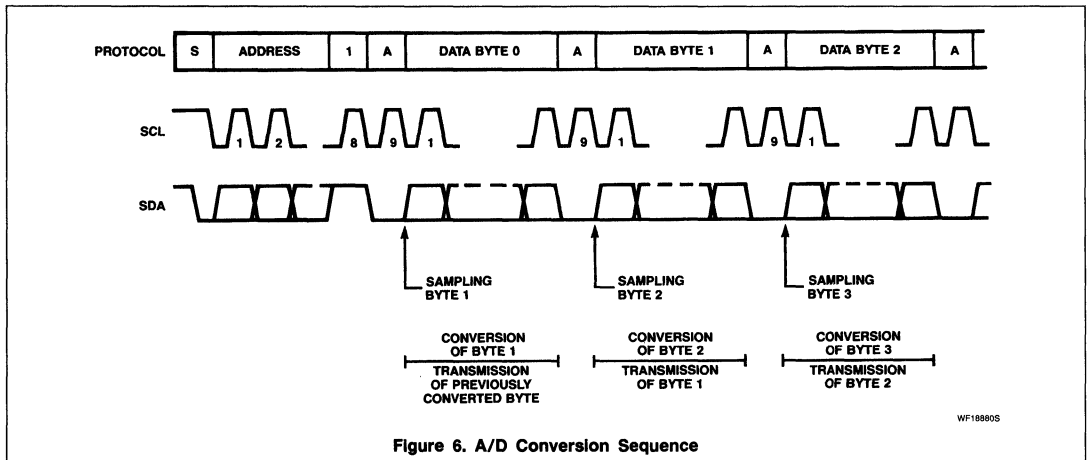 PROTOCOL S ADDRESS 1 A DATA BYTE 0 A DATA BYTE 1 A DATA BYTE 2 A
SCL 1 2 8 9 1 9 1 9 1
SDA
SAMPLING BYTE 1
SAMPLING BYTE 2
SAMPLING BYTE 3
CONVERSION OF BYTE 1
TRANSMISSION OF PREVIOUSLY CONVERTED BYTE
CONVERSION OF BYTE 2
TRANSMISSION OF BYTE 1
CONVERSION OF BYTE 3
TRANSMISSION OF BYTE 2
WF18880S
Figure 6. A/D Conversion Sequence